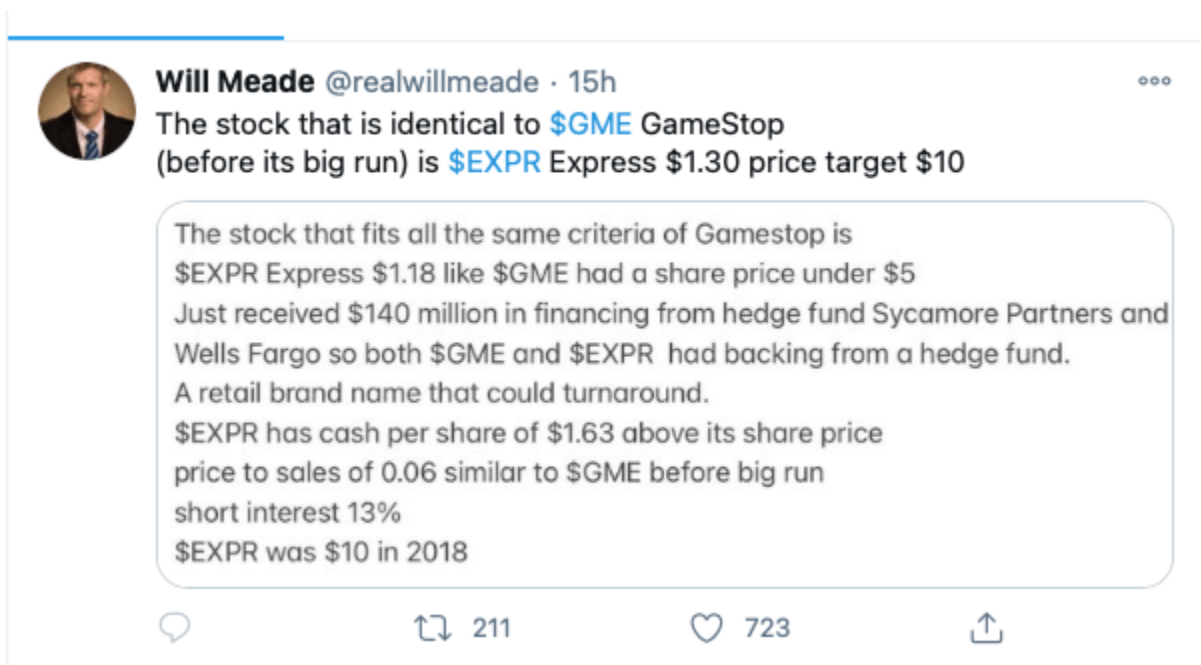 Will Meade @realwillmeade · 15h
The stock that is identical to $GME GameStop
(before its big run) is $EXPR Express $1.30 price target $10
The stock that fits all the same criteria of Gamestop is
$EXPR Express $1.18 like $GME had a share price under $5
Just received $140 million in financing from hedge fund Sycamore Partners and
Wells Fargo so both $GME and $EXPR had backing from a hedge fund.
A retail brand name that could turnaround.
$EXPR has cash per share of $1.63 above its share price
price to sales of 0.06 similar to $GME before big run
short interest 13%
$EXPR was $10 in 2018
211 723